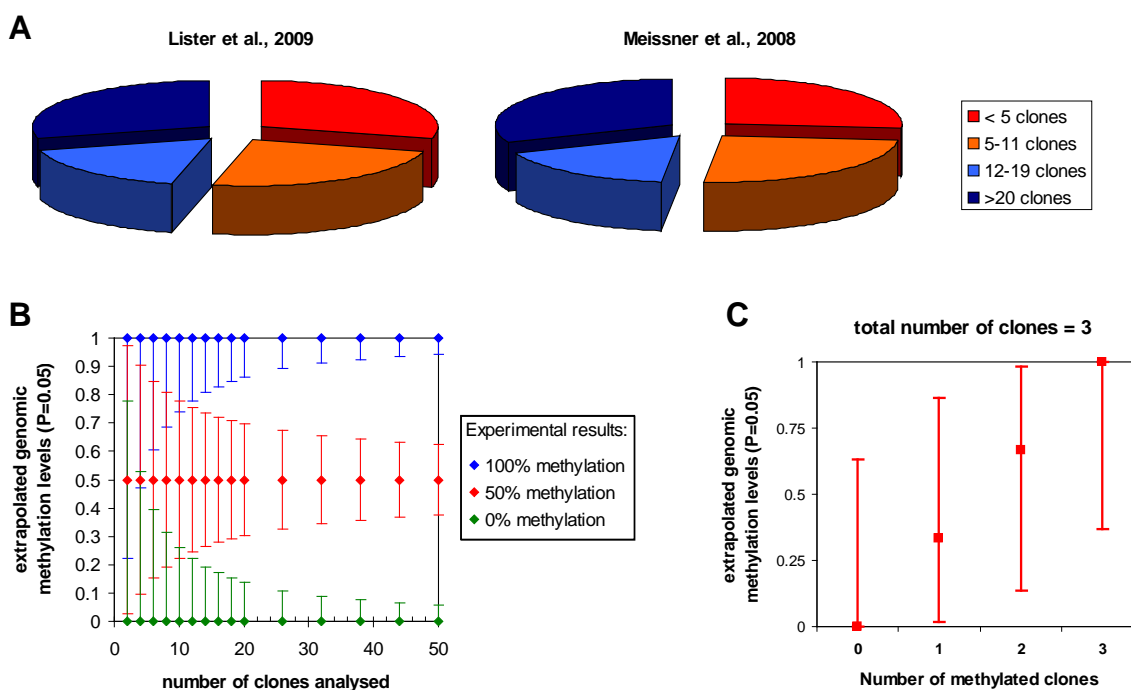 A
Lister et al., 2009
Meissner et al., 2008
< 5 clones
5-11 clones
12-19 clones
>20 clones
B
extrapolated genomic
methylation levels (P=0.05)
1
0.9
0.8
0.7
0.6
0.5
0.4
0.3
0.2
0.1
0
0 10 20 30 40 50
number of clones analysed
Experimental results:
100% methylation
50% methylation
0% methylation
C
total number of clones = 3
extrapolated genomic
methylation levels (P=0.05)
1
0.75
0.5
0.25
0
0 1 2 3
Number of methylated clones